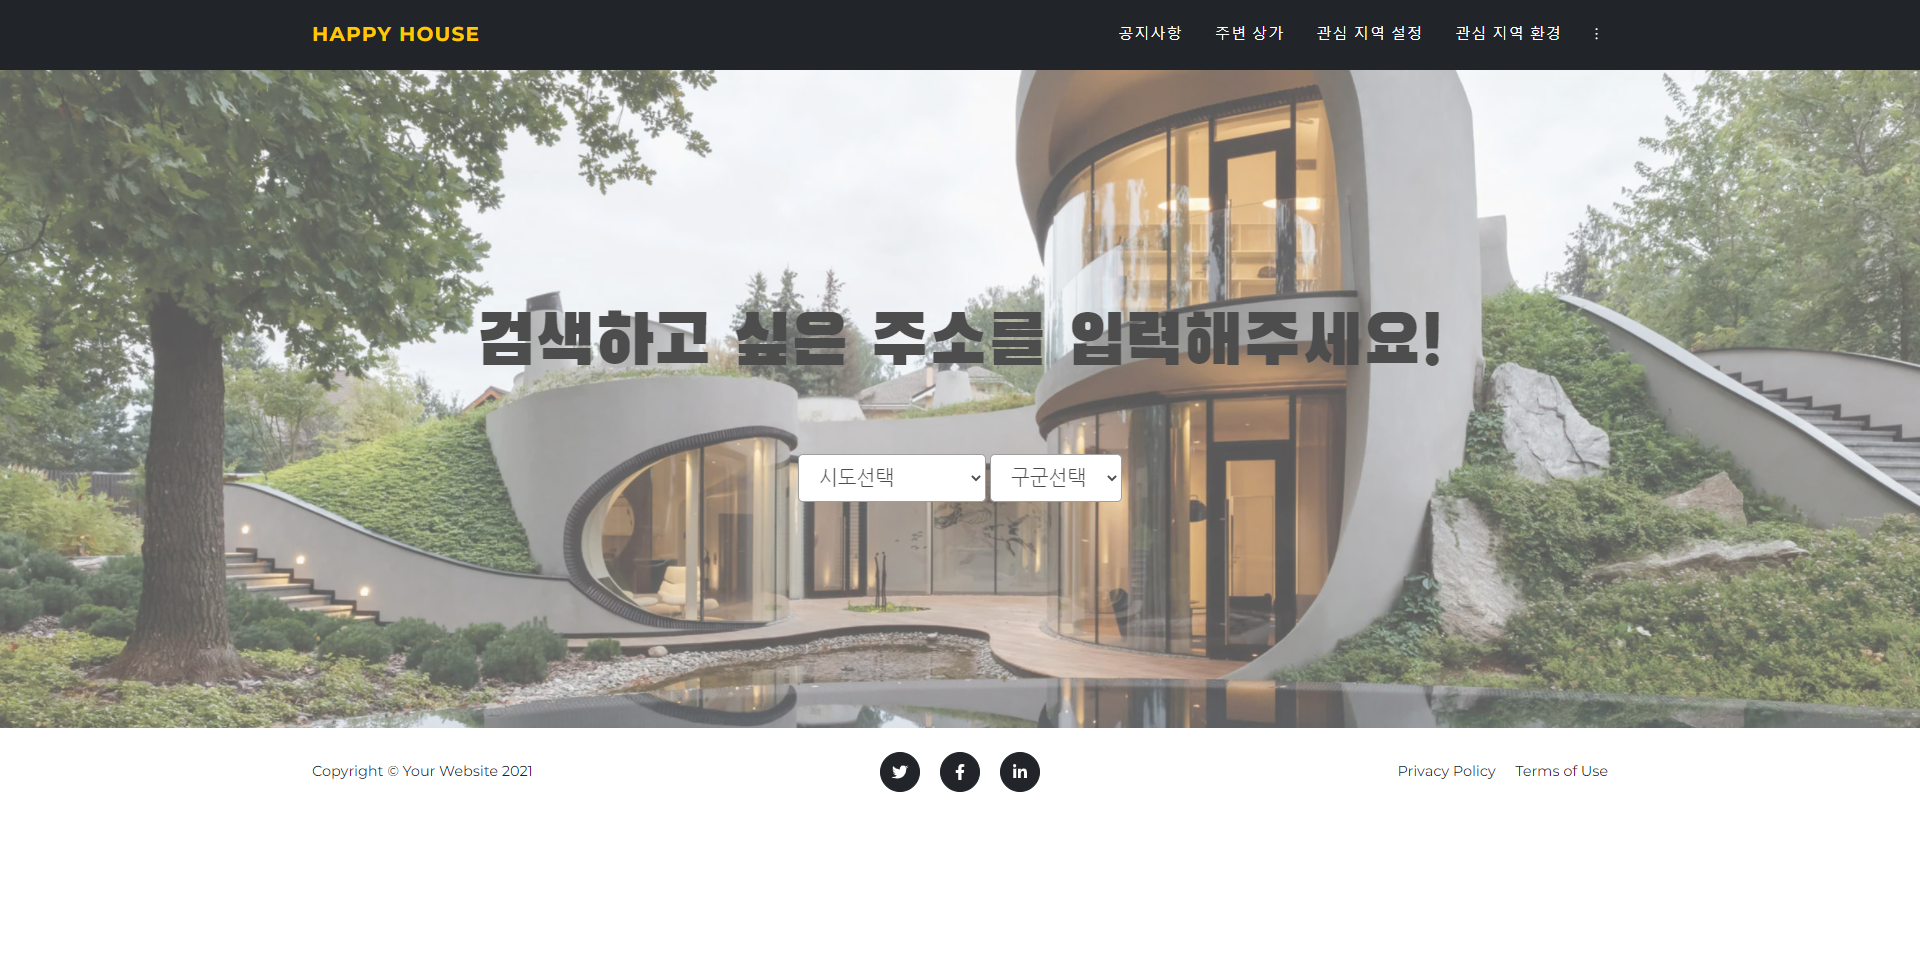 HAPPY HOUSE
공지사항 주변 상가 관심 지역 설정 관심 지역 환경
검색하고 싶은 주소를 입력해주세요!
시도선택 구군선택
Copyright © Your Website 2021
Privacy Policy Terms of Use